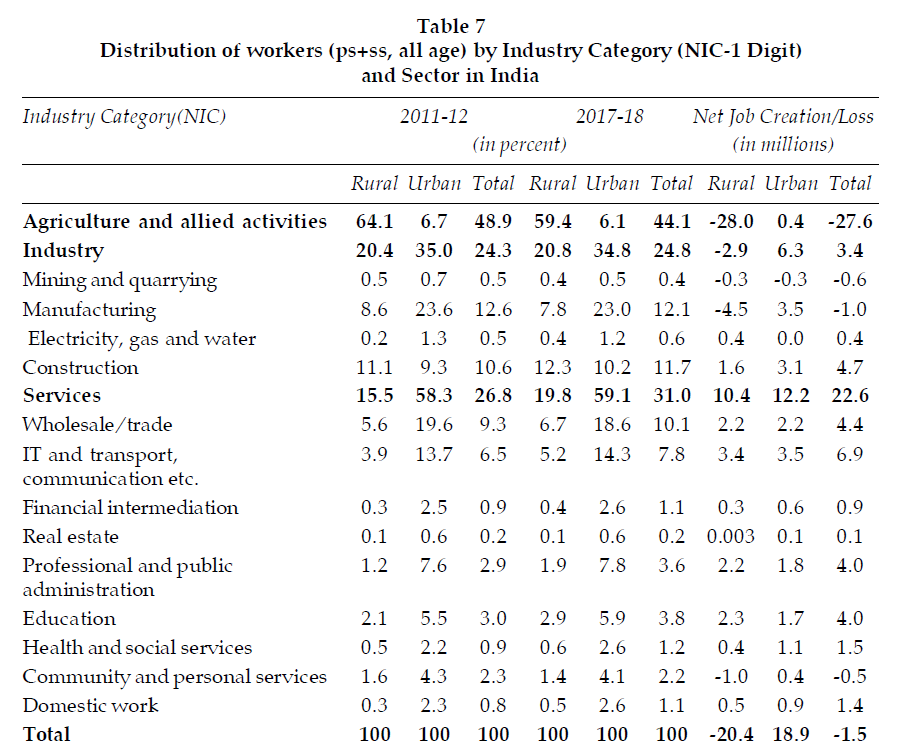 Table 7
Distribution of workers (ps+ss, all age) by Industry Category (NIC-1 Digit)
and Sector in India
Industry Category(NIC) 2011-12 2017-18 Net Job Creation/Loss
(in percent) (in millions)
Rural Urban Total Rural Urban Total Rural Urban Total
Agriculture and allied activities 64.1 6.7 48.9 59.4 6.1 44.1 -28.0 0.4 -27.6
Industry 20.4 35.0 24.3 20.8 34.8 24.8 -2.9 6.3 3.4
Mining and quarrying 0.5 0.7 0.5 0.4 0.5 0.4 -0.3 -0.3 -0.6
Manufacturing 8.6 23.6 12.6 7.8 23.0 12.1 -4.5 3.5 -1.0
Electricity, gas and water 0.2 1.3 0.5 0.4 1.2 0.6 0.4 0.0 0.4
Construction 11.1 9.3 10.6 12.3 10.2 11.7 1.6 3.1 4.7
Services 15.5 58.3 26.8 19.8 59.1 31.0 10.4 12.2 22.6
Wholesale/trade 5.6 19.6 9.3 6.7 18.6 10.1 2.2 2.2 4.4
IT and transport, 3.9 13.7 6.5 5.2 14.3 7.8 3.4 3.5 6.9
communication etc.
Financial intermediation 0.3 2.5 0.9 0.4 2.6 1.1 0.3 0.6 0.9
Real estate 0.1 0.6 0.2 0.1 0.6 0.2 0.003 0.1 0.1
Professional and public 1.2 7.6 2.9 1.9 7.8 3.6 2.2 1.8 4.0
administration
Education 2.1 5.5 3.0 2.9 5.9 3.8 2.3 1.7 4.0
Health and social services 0.5 2.2 0.9 0.6 2.6 1.2 0.4 1.1 1.5
Community and personal services 1.6 4.3 2.3 1.4 4.1 2.2 -1.0 0.4 -0.5
Domestic work 0.3 2.3 0.8 0.5 2.6 1.1 0.5 0.9 1.4
Total 100 100 100 100 100 100 -20.4 18.9 -1.5